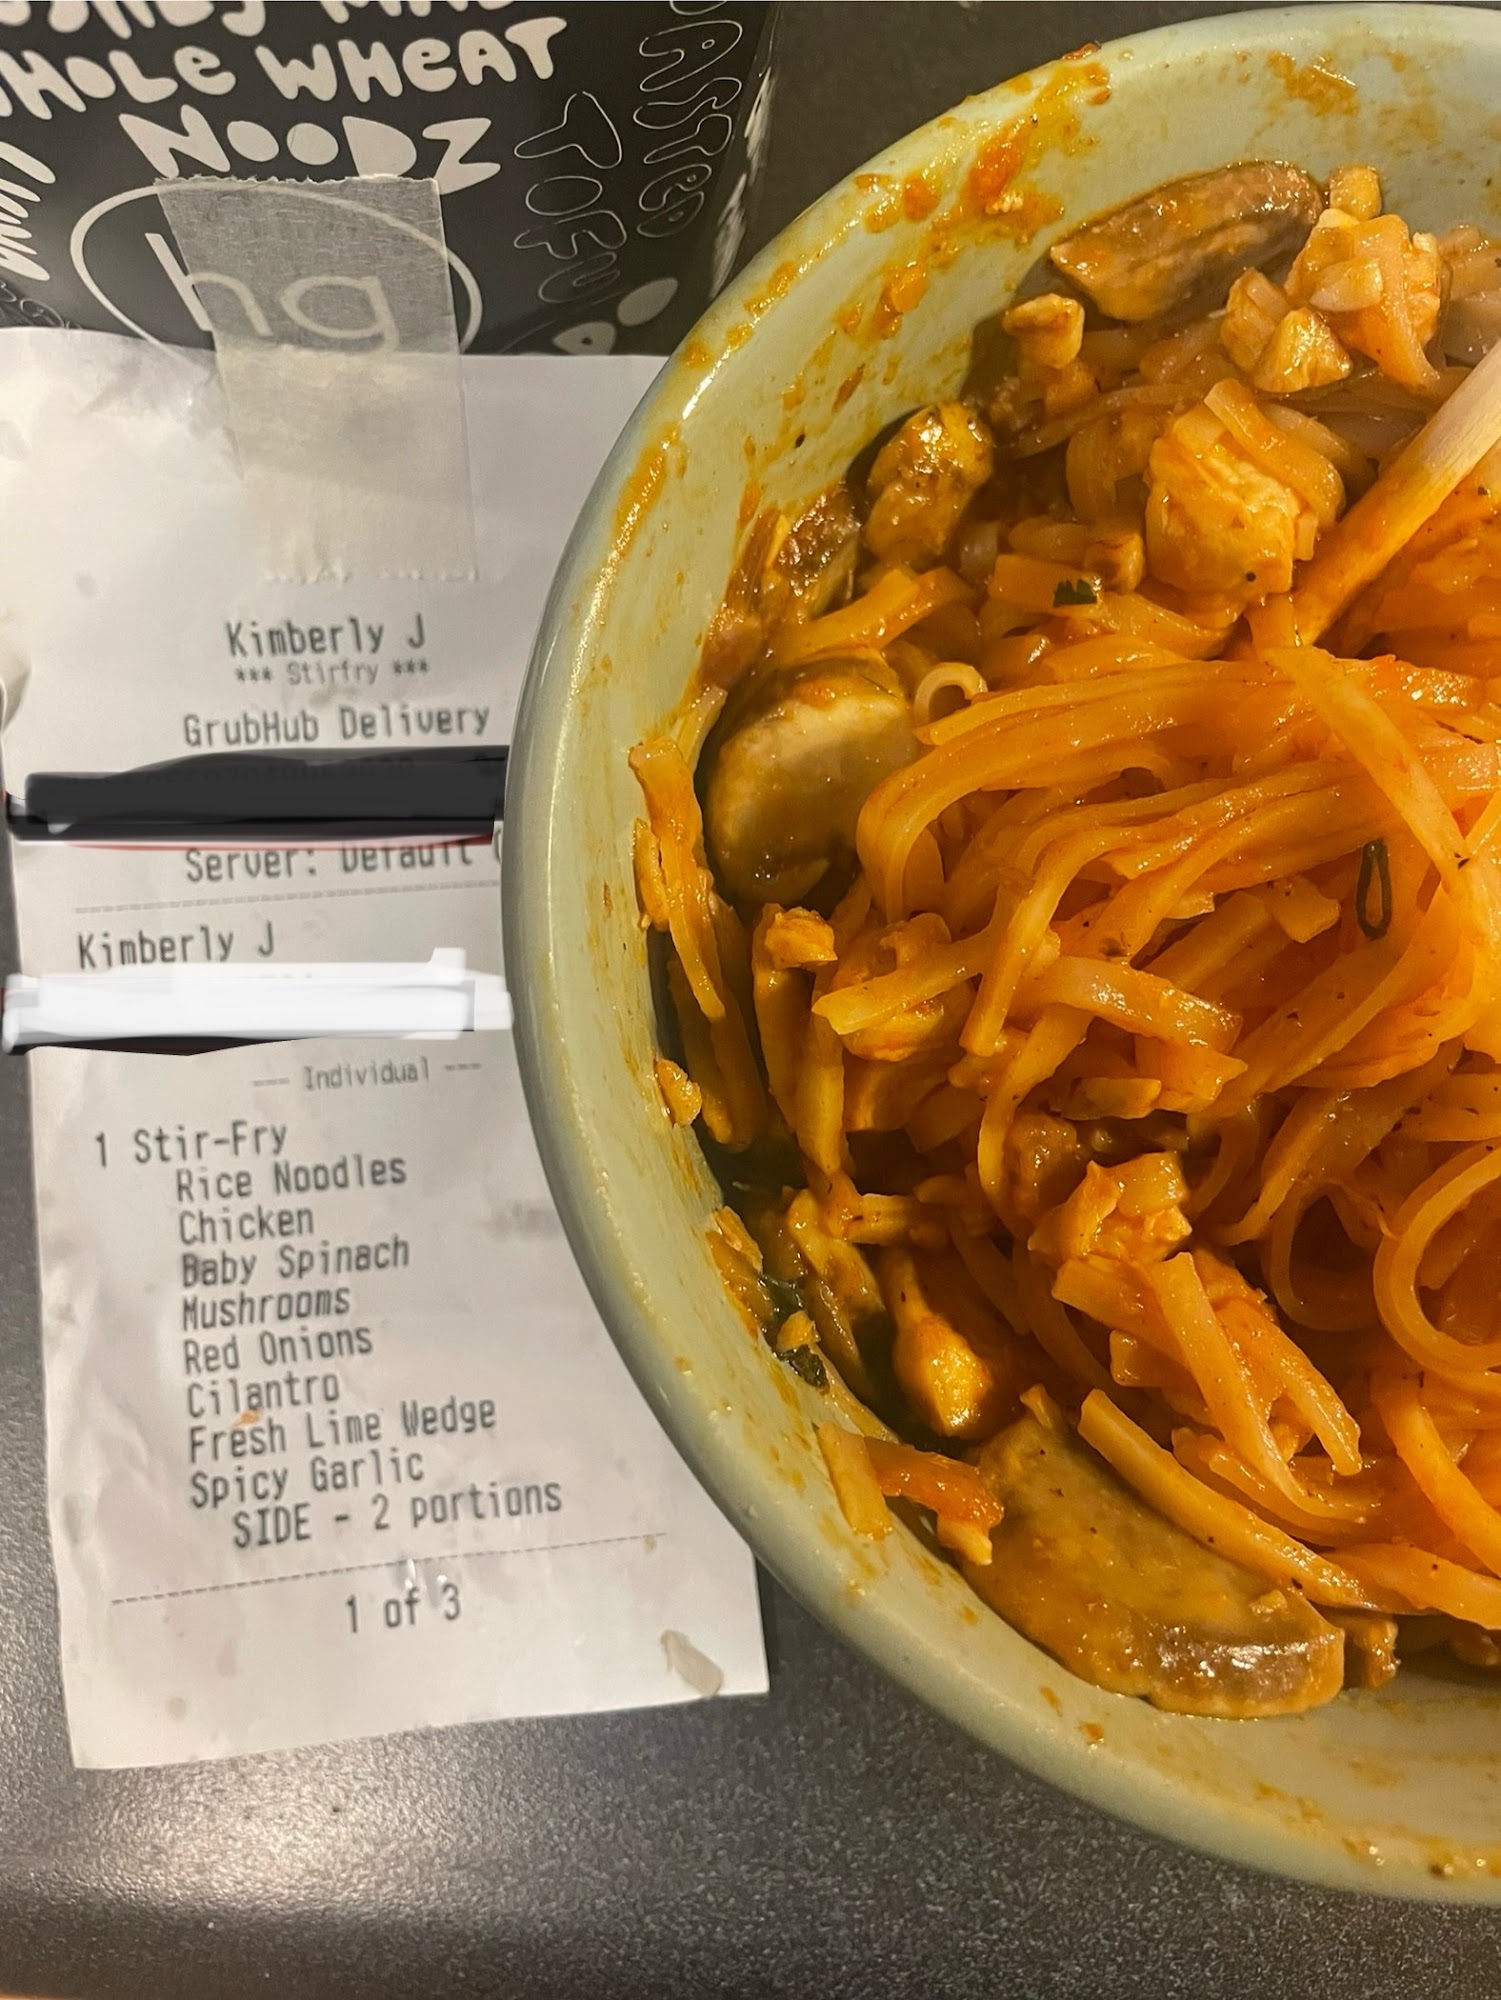 WHOLE WHEAT
NOODZ
ROASTED
TOFU
hg
Kimberly J
*** Stirfry ***
GrubHub Delivery
Server: Default
Kimberly J
--- Individual ---
1 Stir-Fry
Rice Noodles
Chicken
Baby Spinach
Mushrooms
Red Onions
Cilantro
Fresh Lime Wedge
Spicy Garlic
SIDE - 2 portions
1 of 3